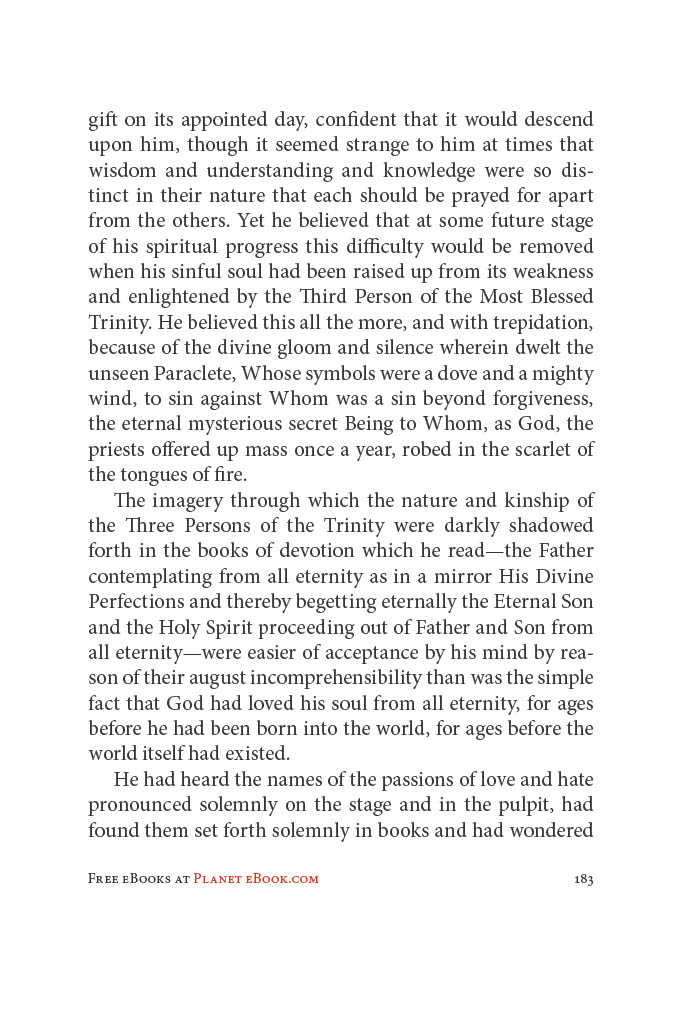 gift on its appointed day, confident that it would descend
upon him, though it seemed strange to him at times that
wisdom and understanding and knowledge were so dis-
tinct in their nature that each should be prayed for apart
from the others. Yet he believed that at some future stage
of his spiritual progress this difficulty would be removed
when his sinful soul had been raised up from its weakness
and enlightened by the Third Person of the Most Blessed
Trinity. He believed this all the more, and with trepidation,
because of the divine gloom and silence wherein dwelt the
unseen Paraclete, Whose symbols were a dove and a mighty
wind, to sin against Whom was a sin beyond forgiveness,
the eternal mysterious secret Being to Whom, as God, the
priests offered up mass once a year, robed in the scarlet of
the tongues of fire.
The imagery through which the nature and kinship of
the Three Persons of the Trinity were darkly shadowed
forth in the books of devotion which he read—the Father
contemplating from all eternity as in a mirror His Divine
Perfections and thereby begetting eternally the Eternal Son
and the Holy Spirit proceeding out of Father and Son from
all eternity—were easier of acceptance by his mind by rea-
son of their august incomprehensibility than was the simple
fact that God had loved his soul from all eternity, for ages
before he had been born into the world, for ages before the
world itself had existed.
He had heard the names of the passions of love and hate
pronounced solemnly on the stage and in the pulpit, had
found them set forth solemnly in books and had wondered
Free eBooks at Planet eBook.com 183